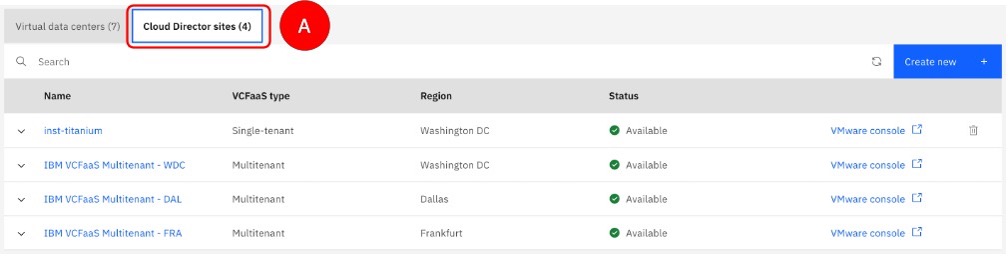 Virtual data centers (7) Cloud Director sites (4) A
Search Create new +
Name VCFaaS type Region Status
inst-titanium Single-tenant Washington DC Available VMware console
IBM VCFaaS Multitenant - WDC Multitenant Washington DC Available VMware console
IBM VCFaaS Multitenant - DAL Multitenant Dallas Available VMware console
IBM VCFaaS Multitenant - FRA Multitenant Frankfurt Available VMware console